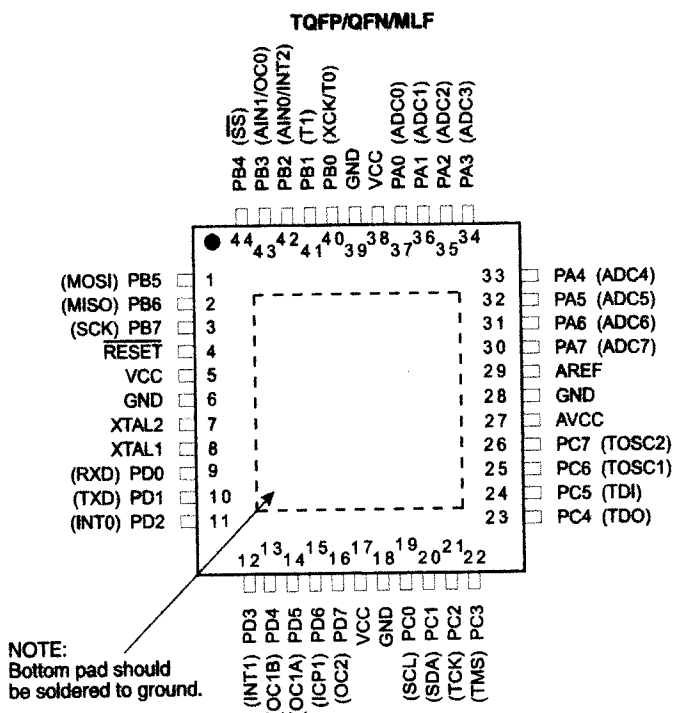 TQFP/QFN/MLF
PB4 (SS)
PB3 (AIN1/OC0)
PB2 (AIN0/INT2)
PB1 (T1)
PB0 (XCK/T0)
GND
VCC
PA0 (ADC0)
PA1 (ADC1)
PA2 (ADC2)
PA3 (ADC3)
44 43 42 41 40 39 38 37 36 35 34
(MOSI) PB5 1
(MISO) PB6 2
(SCK) PB7 3
RESET 4
VCC 5
GND 6
XTAL2 7
XTAL1 8
(RXD) PD0 9
(TXD) PD1 10
(INT0) PD2 11
33 PA4 (ADC4)
32 PA5 (ADC5)
31 PA6 (ADC6)
30 PA7 (ADC7)
29 AREF
28 GND
27 AVCC
26 PC7 (TOSC2)
25 PC6 (TOSC1)
24 PC5 (TDI)
23 PC4 (TDO)
12 13 14 15 16 17 18 19 20 21 22
(INT1) PD3
(OC1B) PD4
(OC1A) PD5
(ICP1) PD6
(OC2) PD7
VCC
GND
(SCL) PC0
(SDA) PC1
(TCK) PC2
(TMS) PC3
NOTE:
Bottom pad should
be soldered to ground.